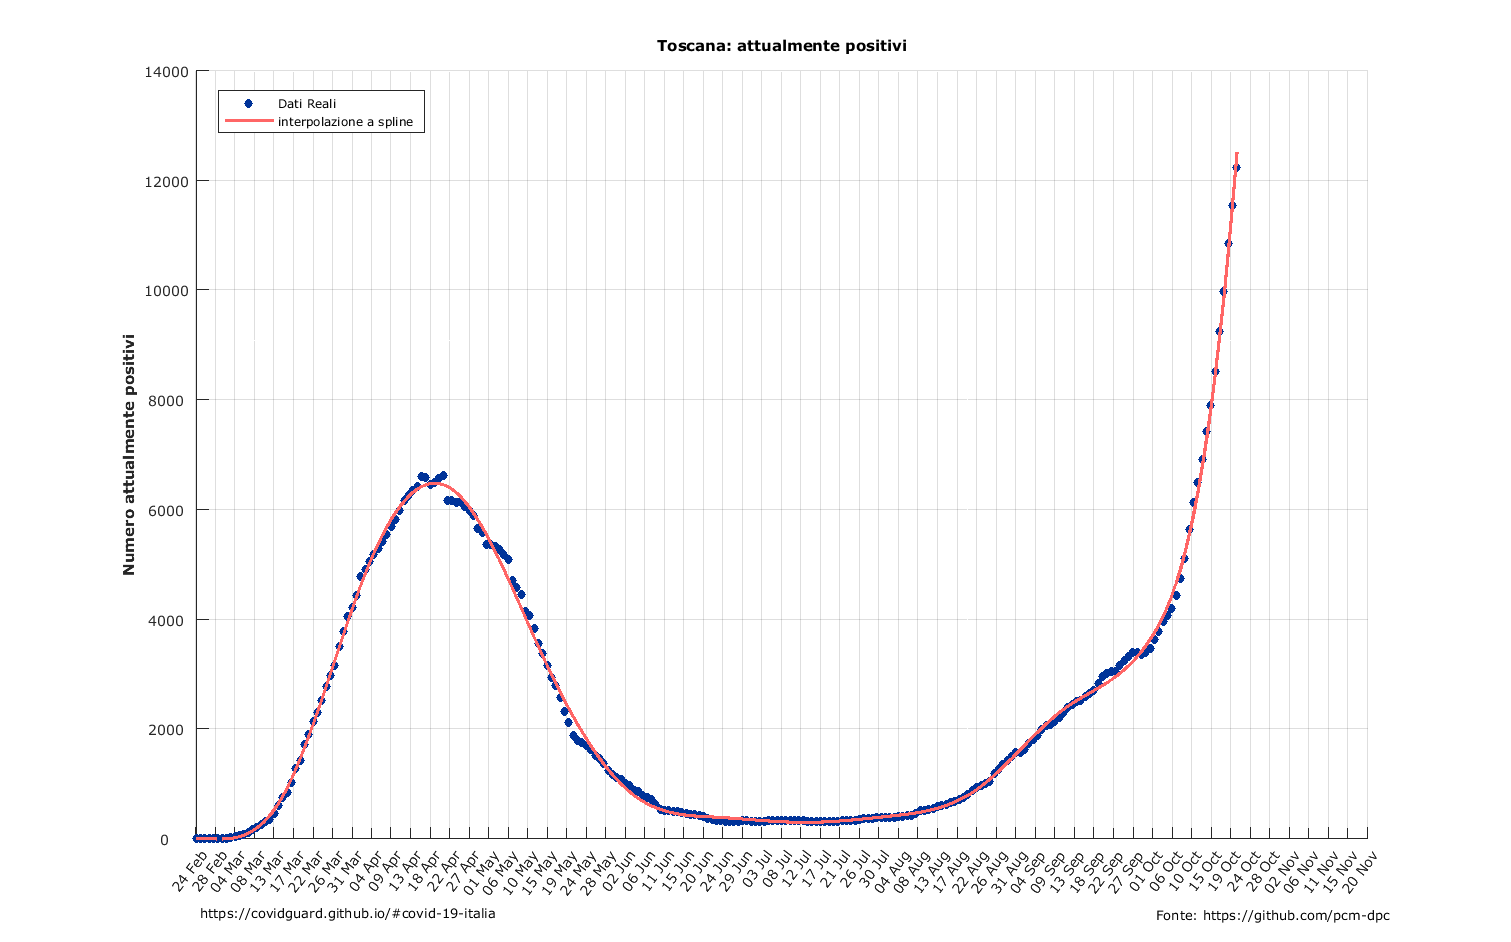 Toscana: attualmente positivi
14000
12000
10000
8000
6000
4000
2000
0
Numero attualmente positivi
Dati Reali
interpolazione a spline
24 Feb
28 Feb
04 Mar
08 Mar
13 Mar
17 Mar
22 Mar
26 Mar
31 Mar
04 Apr
09 Apr
13 Apr
18 Apr
22 Apr
27 Apr
01 May
06 May
10 May
15 May
19 May
24 May
28 May
02 Jun
06 Jun
11 Jun
15 Jun
20 Jun
24 Jun
29 Jun
03 Jul
08 Jul
12 Jul
17 Jul
21 Jul
26 Jul
30 Jul
04 Aug
08 Aug
13 Aug
17 Aug
22 Aug
26 Aug
31 Aug
04 Sep
09 Sep
13 Sep
18 Sep
22 Sep
27 Sep
01 Oct
06 Oct
10 Oct
15 Oct
19 Oct
24 Oct
28 Oct
02 Nov
06 Nov
11 Nov
15 Nov
20 Nov
https://covidguard.github.io/#covid-19-italia
Fonte: https://github.com/pcm-dpc